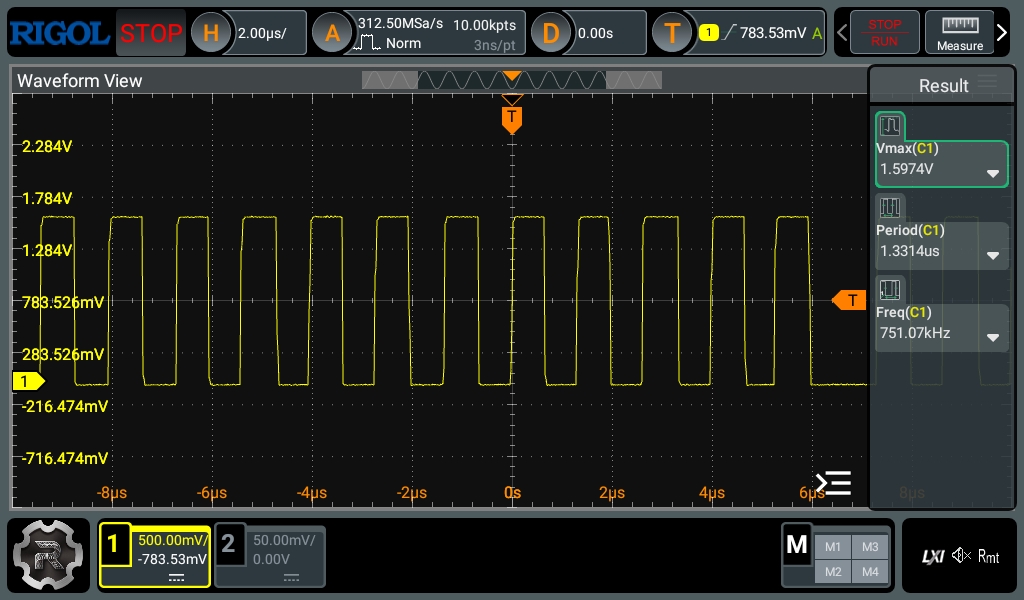 RIGOL STOP H 2.00µs/ A 312.50MSa/s 10.00kpts D 0.00s T 1 783.53mV A STOP
Norm 3ns/pt RUN Measure
Waveform View Result
T
2.284V
Vmax(C1)
1.5974V
1.784V
Period(C1)
1.284V 1.3314us
783.526mV T
Freq(C1)
751.07kHz
283.526mV
1
-216.474mV
-716.474mV
-8µs -6µs -4µs -2µs 0s 2µs 4µs 6µs 8µs
1 500.00mV/ 2 50.00mV/ M M1 M3
-783.53mV 0.00V M2 M4
R LXI Rmt